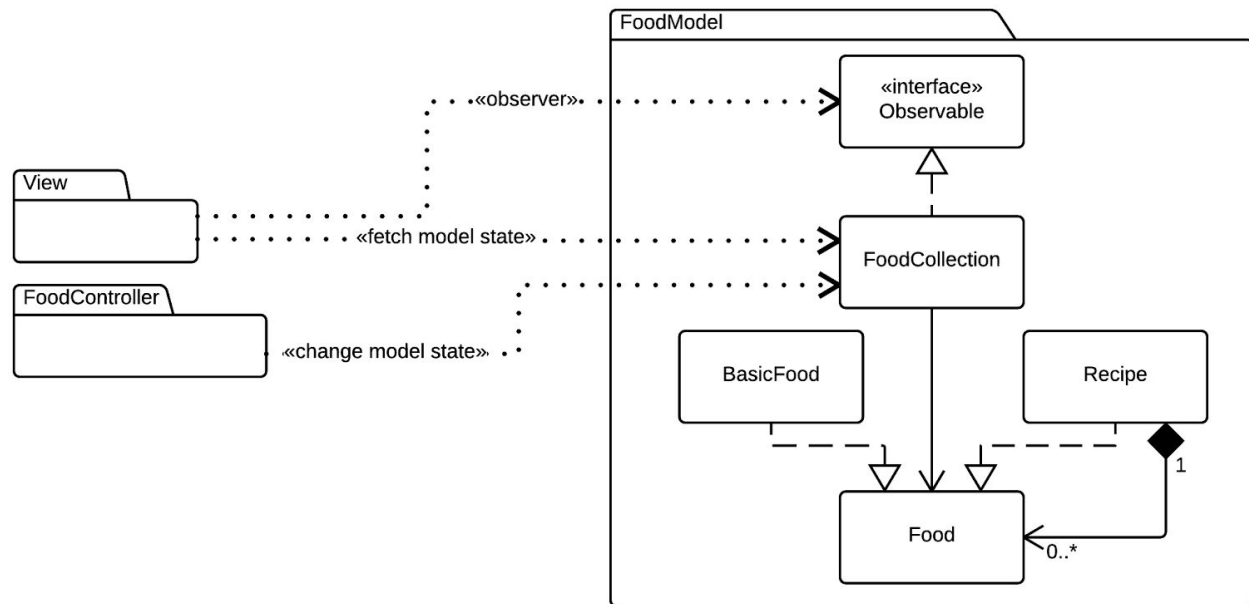 FoodModel
«interface»
Observable
«observer»
View
«fetch model state»
FoodCollection
FoodController
«change model state»
BasicFood
Recipe
1
Food
0..*